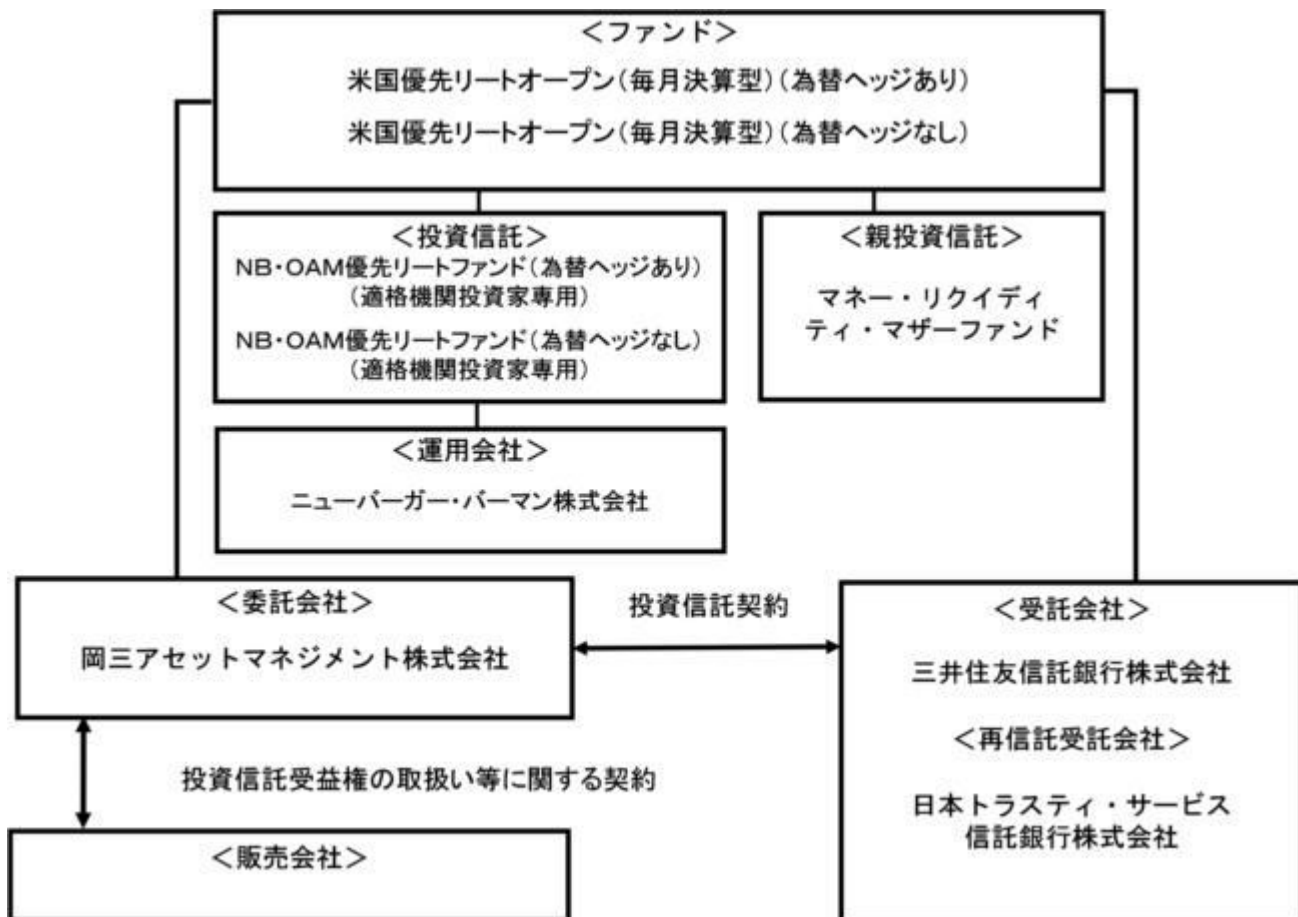 ＜ファンド＞
米国優先リートオープン（毎月決算型）（為替ヘッジあり）
米国優先リートオープン（毎月決算型）（為替ヘッジなし）
＜投資信託＞
NB・OAM優先リートファンド（為替ヘッジあり）
（適格機関投資家専用）
NB・OAM優先リートファンド（為替ヘッジなし）
（適格機関投資家専用）
＜親投資信託＞
マネー・リクイディ
ティ・マザーファンド
＜運用会社＞
ニューバーガー・バーマン株式会社
＜委託会社＞
岡三アセットマネジメント株式会社
投資信託契約
＜受託会社＞
三井住友信託銀行株式会社
＜再信託受託会社＞
日本トラスティ・サービス
信託銀行株式会社
投資信託受益権の取扱い等に関する契約
＜販売会社＞